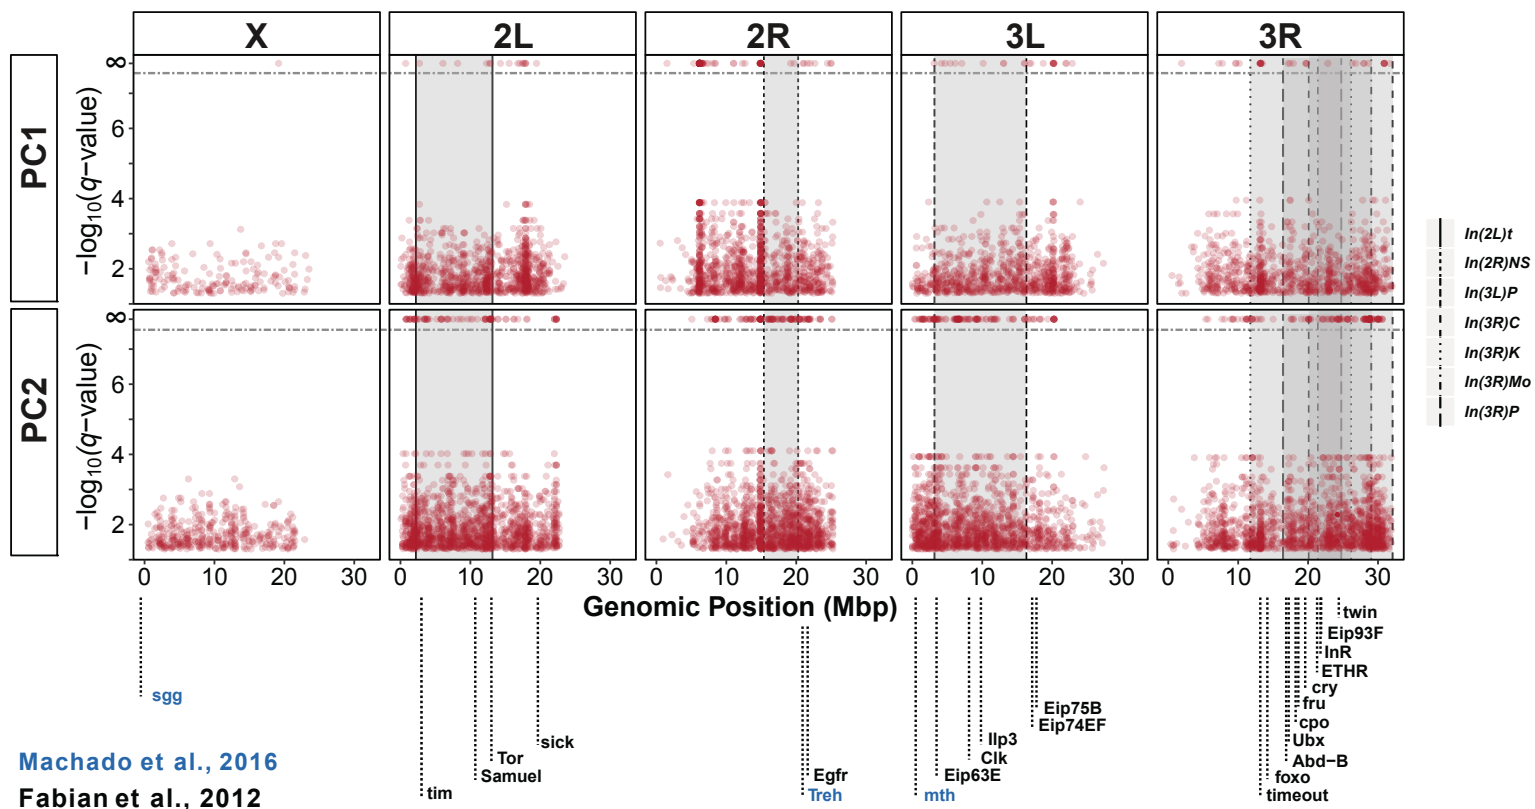 X 2L 2R 3L 3R
PC1
−log10(q−value)
∞
6
4
2
PC2
−log10(q−value)
∞
6
4
2
0 10 20 30 0 10 20 30 0 10 20 30 0 10 20 30 0 10 20 30
Genomic Position (Mbp)
In(2L)t
In(2R)NS
In(3L)P
In(3R)C
In(3R)K
In(3R)Mo
In(3R)P
sgg
tim
Samuel
Tor
sick
Treh
Egfr
mth
Eip63E
Clk
Ilp3
Eip74EF
Eip75B
twin
Eip93F
InR
ETHR
cry
fru
cpo
Ubx
Abd−B
foxo
timeout
Machado et al., 2016
Fabian et al., 2012